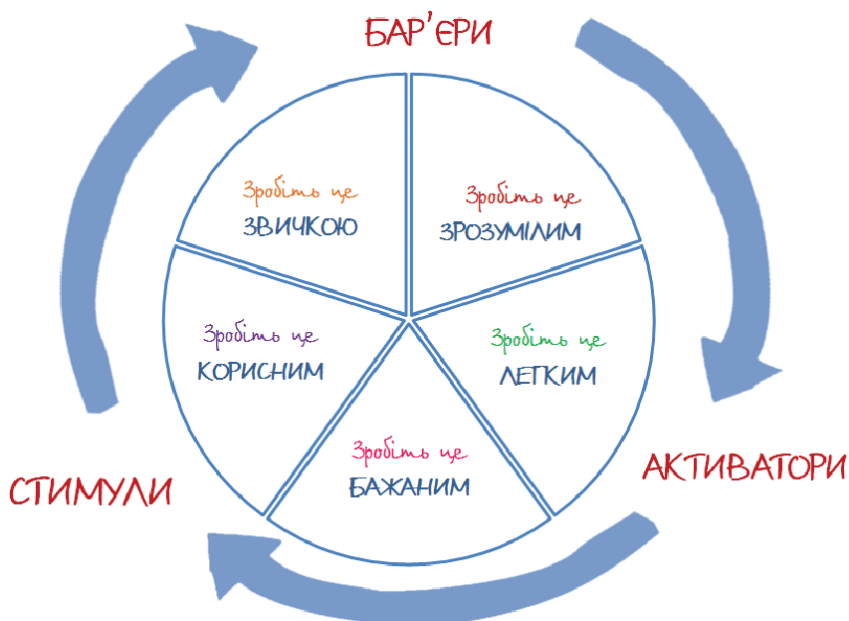 БАР'ЄРИ
Зробіть це
ЗВИЧКОЮ
Зробіть це
ЗРОЗУМІЛИМ
Зробіть це
КОРИСНИМ
Зробіть це
ЛЕГКИМ
Зробіть це
БАЖАНИМ
СТИМУЛИ
АКТИВАТОРИ